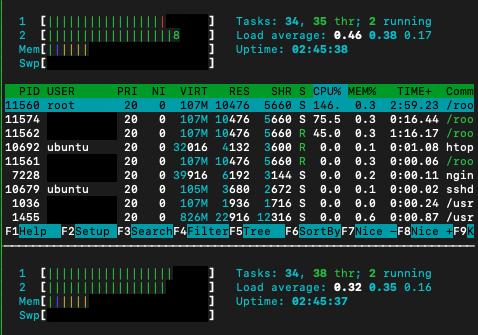 1 [||||||||||||||||||| ] Tasks: 34, 35 thr; 2 running
2 [||||||||||||||||||||8 ] Load average: 0.46 0.38 0.17
Mem[||||||| ] Uptime: 02:45:38
Swp[ ]
PID USER PRI NI VIRT RES SHR S CPU% MEM% TIME+ Comm
11560 root 20 0 107M 10476 5660 S 146. 0.3 2:59.23 /roo
11574 20 0 107M 10476 5660 S 75.5 0.3 0:16.44 /roo
11562 20 0 107M 10476 5660 R 45.0 0.3 1:16.17 /roo
10692 ubuntu 20 0 32016 4132 3600 R 0.0 0.1 0:01.08 htop
11561 20 0 107M 10476 5660 R 0.0 0.3 0:00.06 /roo
7228 20 0 39916 6192 3144 S 0.0 0.2 0:00.11 ngin
10679 ubuntu 20 0 105M 3680 2672 S 0.0 0.1 0:00.02 sshd
1036 20 0 107M 1936 1716 S 0.0 0.0 0:00.24 /usr
1455 20 0 826M 22916 12316 S 0.0 0.6 0:00.87 /usr
F1Help F2Setup F3SearchF4FilterF5Tree F6SortByF7Nice -F8Nice +F9K
1 [|||||||||||||||||||| ] Tasks: 34, 38 thr; 2 running
2 [||||||||||||||||||| ] Load average: 0.32 0.35 0.16
Mem[||||||| ] Uptime: 02:45:37
Swp[ ]